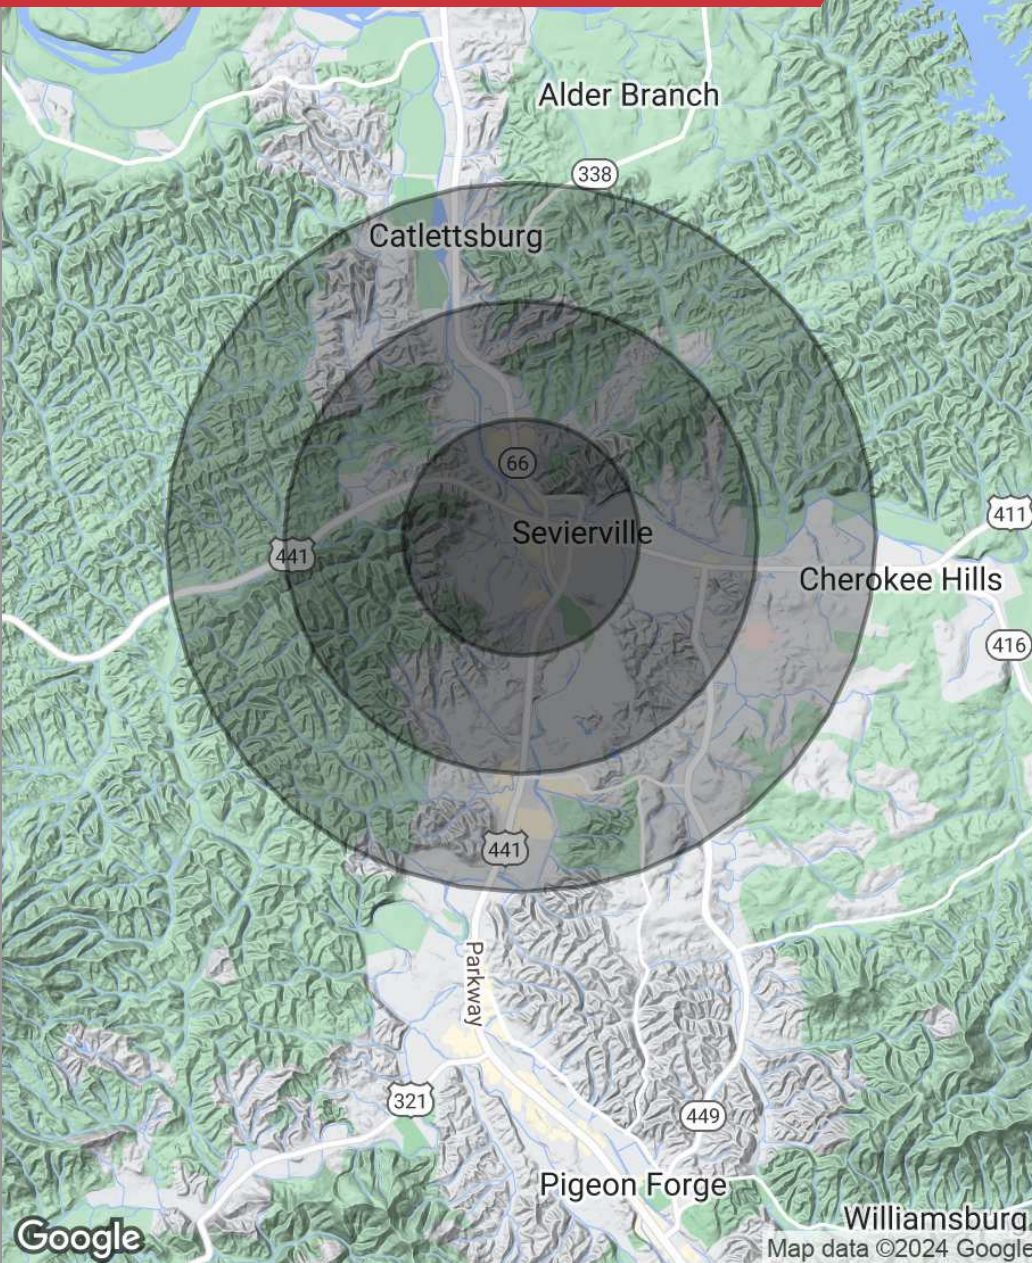 Alder Branch
338
Catlettsburg
66
411
Sevierville
441
Cherokee Hills
416
441
Parkway
321
449
Pigeon Forge
Williamsburg
Google
Map data ©2024 Google